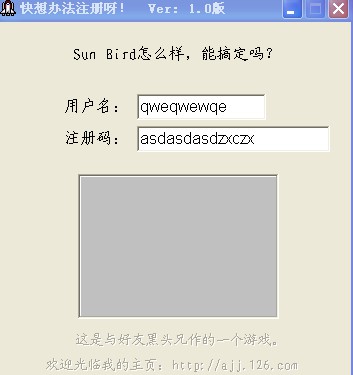 快想办法注册呀！ Ver: 1.0版
Sun Bird怎么样，能搞定吗？
用户名： qweqwewqe
注册码： asdasdasdzxczx
这是与好友黑头兄作的一个游戏。
欢迎光临我的主页：http://ajj.126.com